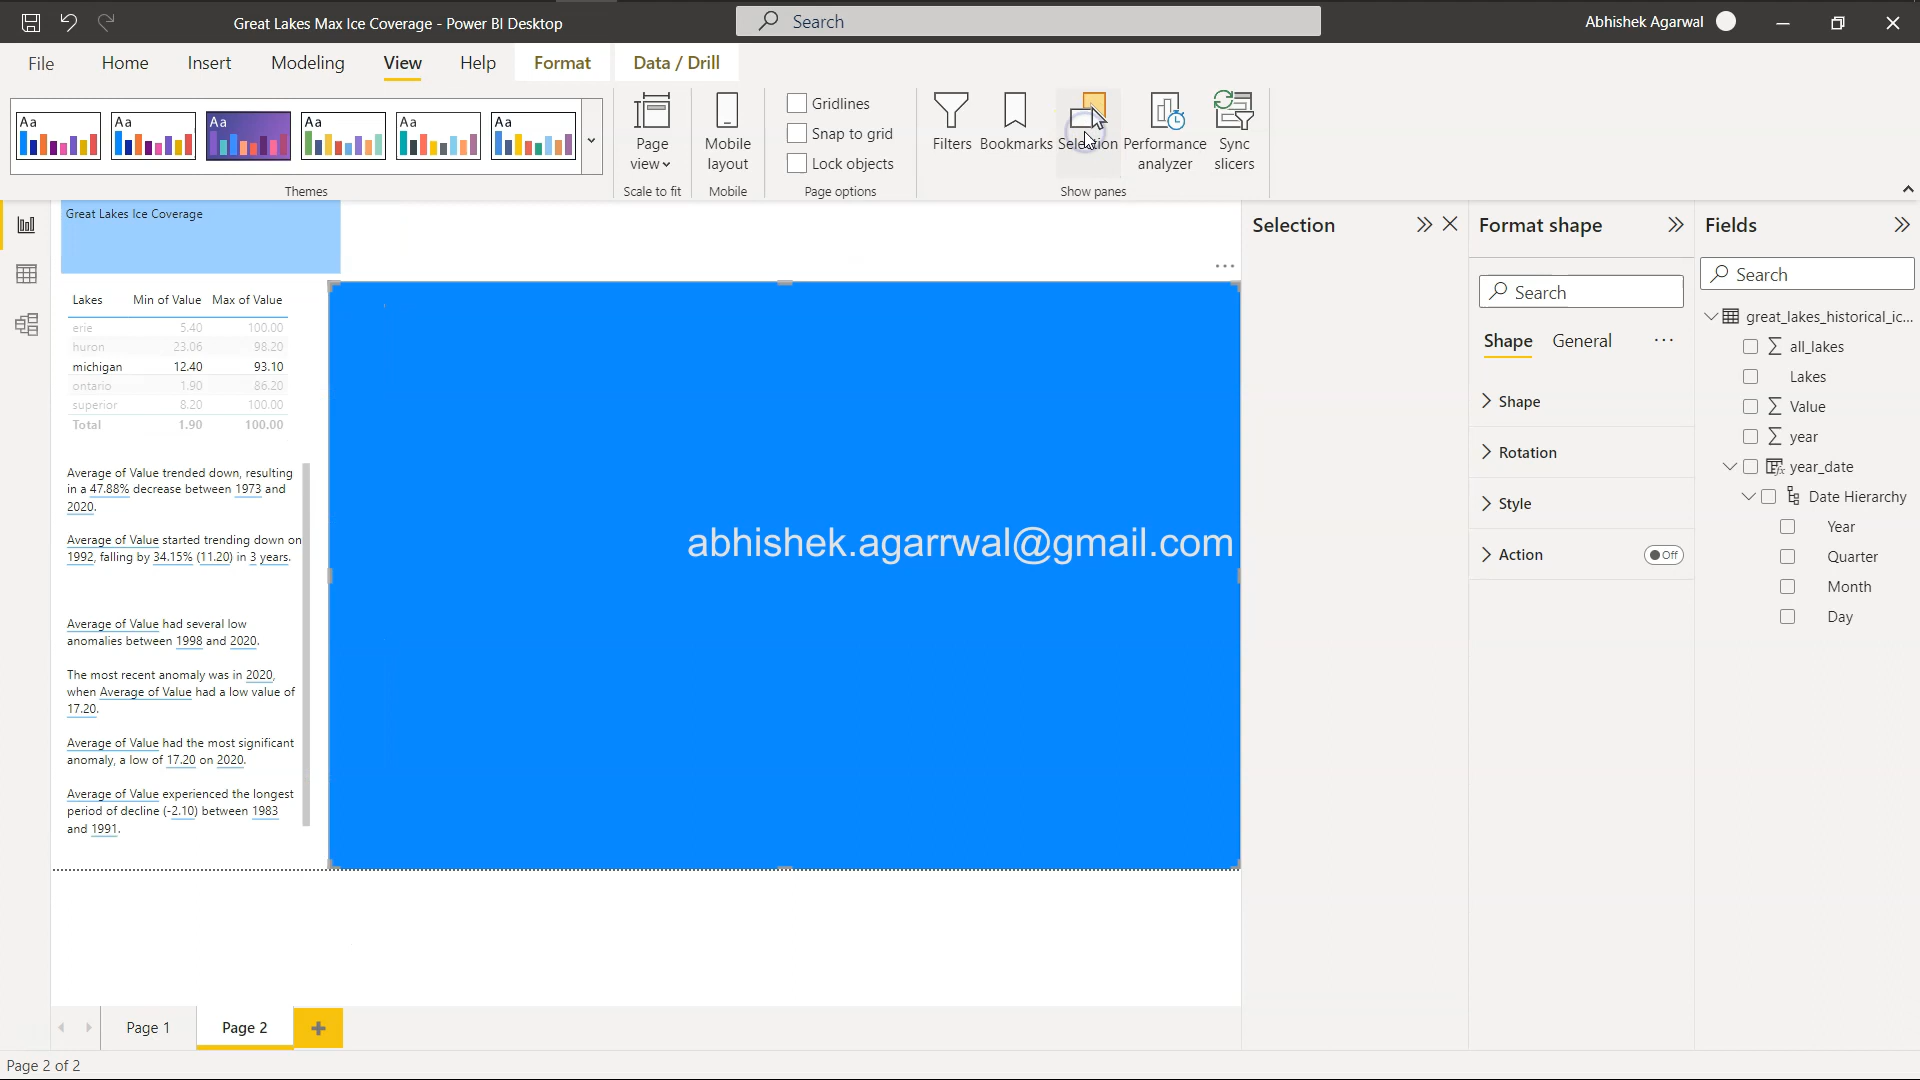 Great Lakes Max Ice Coverage - Power BI Desktop
Search
Abhishek Agarwal
File
Home
Insert
Modeling
View
Help
Format
Data / Drill
Aa
Aa
Aa
Aa
Aa
Aa
Themes
Page
view
Scale to fit
Mobile
layout
Mobile
Gridlines
Snap to grid
Lock objects
Page options
Filters
Bookmarks
Selection
Performance
analyzer
Sync
slicers
Show panes
Great Lakes Ice Coverage
Lakes Min of Value Max of Value
erie 5.40 100.00
huron 23.06 98.20
michigan 12.40 93.10
ontario 1.90 86.20
superior 8.20 100.00
Total 1.90 100.00
Average of Value trended down, resulting
in a 47.88% decrease between 1973 and
2020.
Average of Value started trending down on
1992, falling by 34.15% (11.20) in 3 years.
Average of Value had several low
anomalies between 1998 and 2020.
The most recent anomaly was in 2020,
when Average of Value had a low value of
17.20.
Average of Value had the most significant
anomaly, a low of 17.20 on 2020.
Average of Value experienced the longest
period of decline (-2.10) between 1983
and 1991.
abhishek.agarrwal@gmail.com
Selection
Format shape
Search
Shape
General
Shape
Rotation
Style
Action
Off
Fields
Search
great_lakes_historical_ic...
all_lakes
Lakes
Value
year
year_date
Date Hierarchy
Year
Quarter
Month
Day
Page 1
Page 2
Page 2 of 2